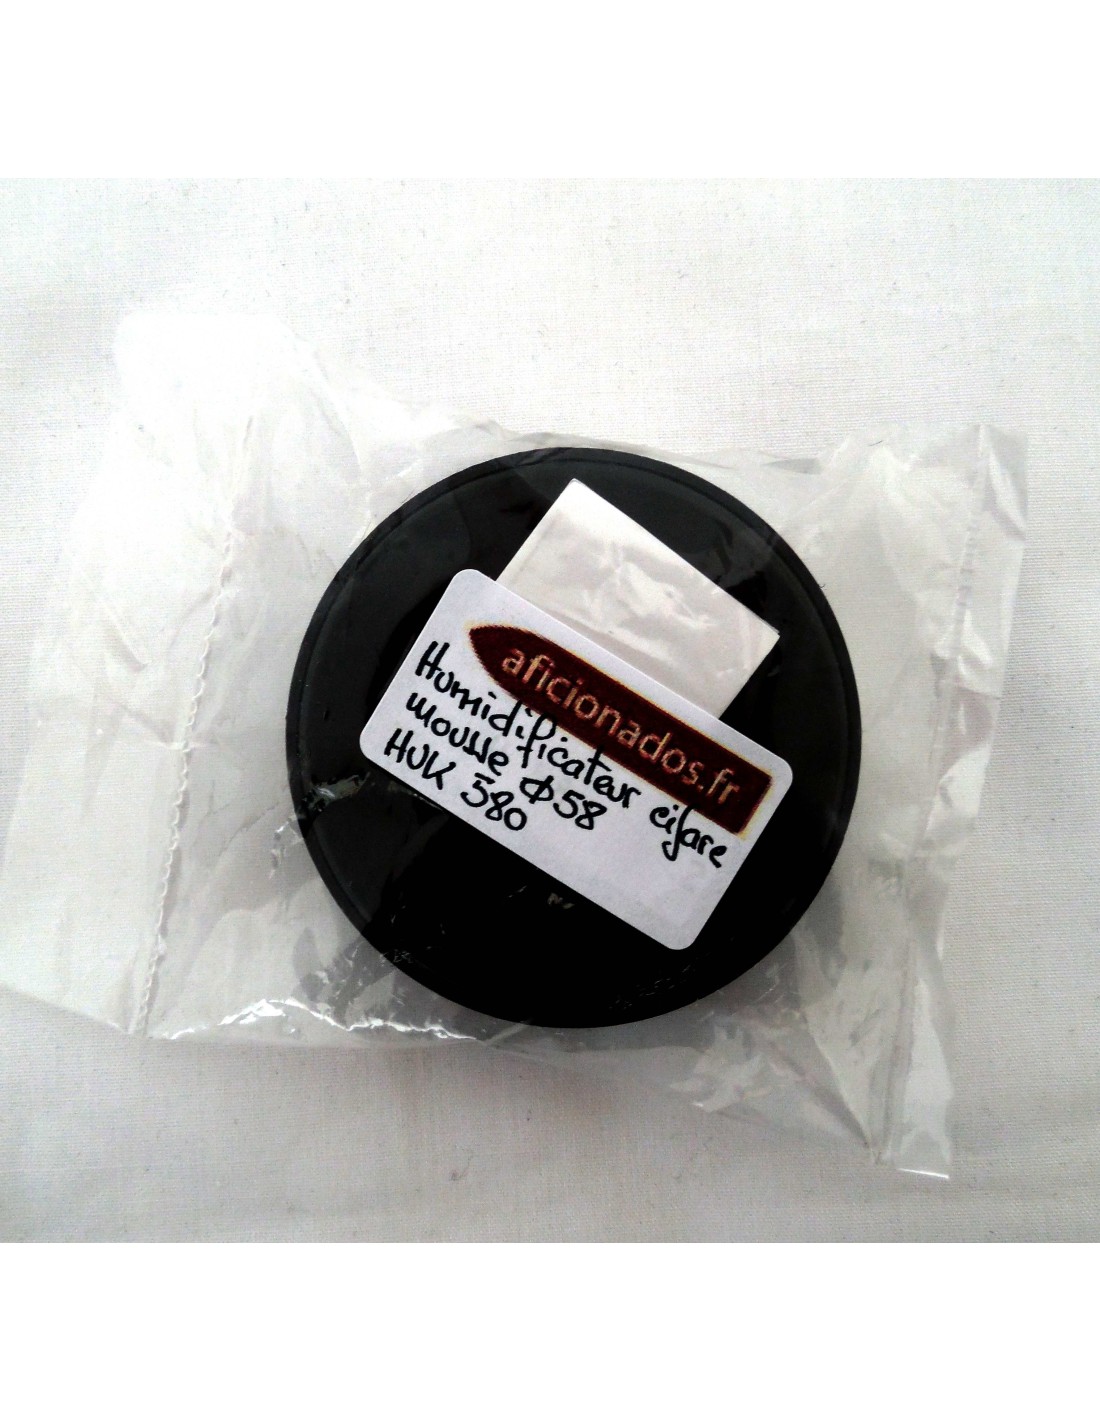 aficionados.fr
Humidificateur cigare
mousse Φ58
HUK 580